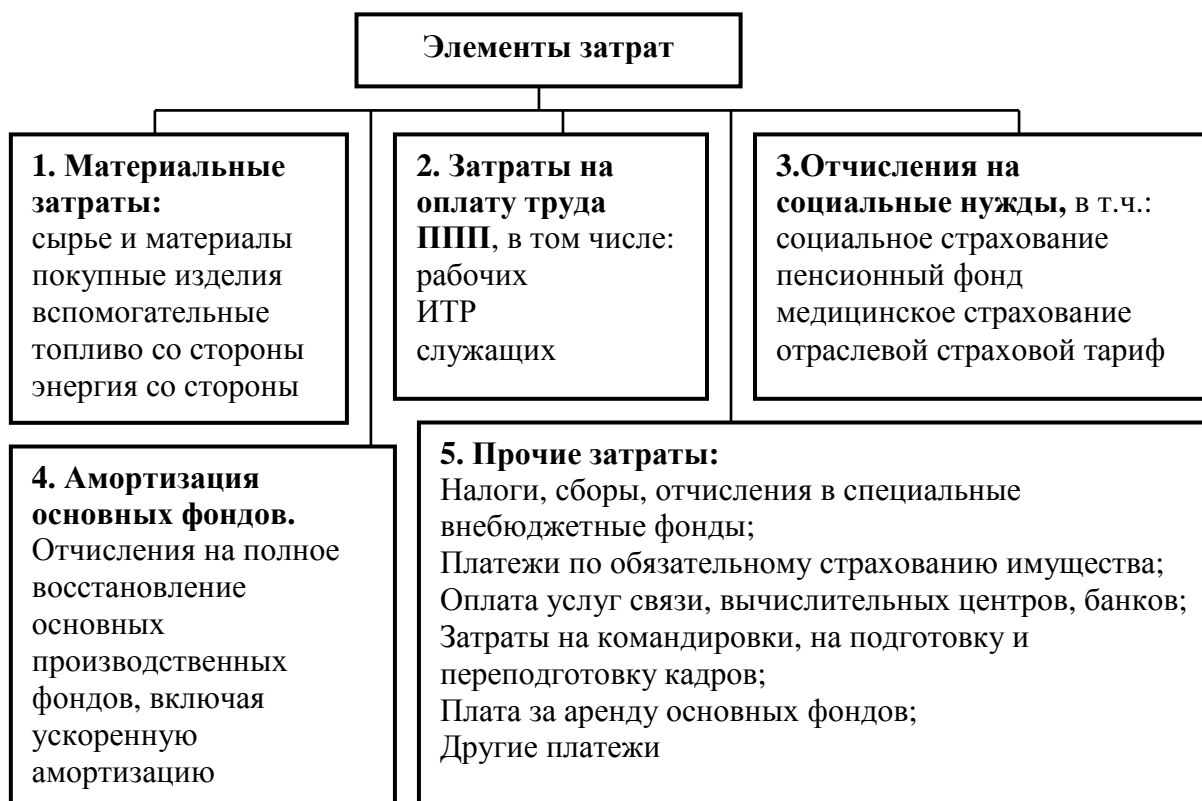 Элементы затрат
1. Материальные
затраты:
сырье и материалы
покупные изделия
вспомогательные
топливо со стороны
энергия со стороны
2. Затраты на
оплату труда
ППП, в том числе:
рабочих
ИТР
служащих
3.Отчисления на
социальные нужды, в т.ч.:
социальное страхование
пенсионный фонд
медицинское страхование
отраслевой страховой тариф
4. Амортизация
основных фондов.
Отчисления на полное
восстановление
основных
производственных
фондов, включая
ускоренную
амортизацию
5. Прочие затраты:
Налоги, сборы, отчисления в специальные
внебюджетные фонды;
Платежи по обязательному страхованию имущества;
Оплата услуг связи, вычислительных центров, банков;
Затраты на командировки, на подготовку и
переподготовку кадров;
Плата за аренду основных фондов;
Другие платежи